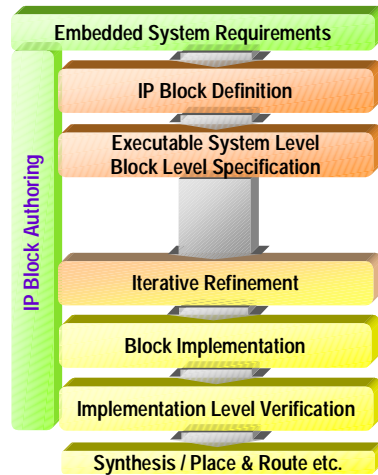 Embedded System Requirements
IP Block Definition
Executable System Level
Block Level Specification
IP Block Authoring
Iterative Refinement
Block Implementation
Implementation Level Verification
Synthesis / Place & Route etc.